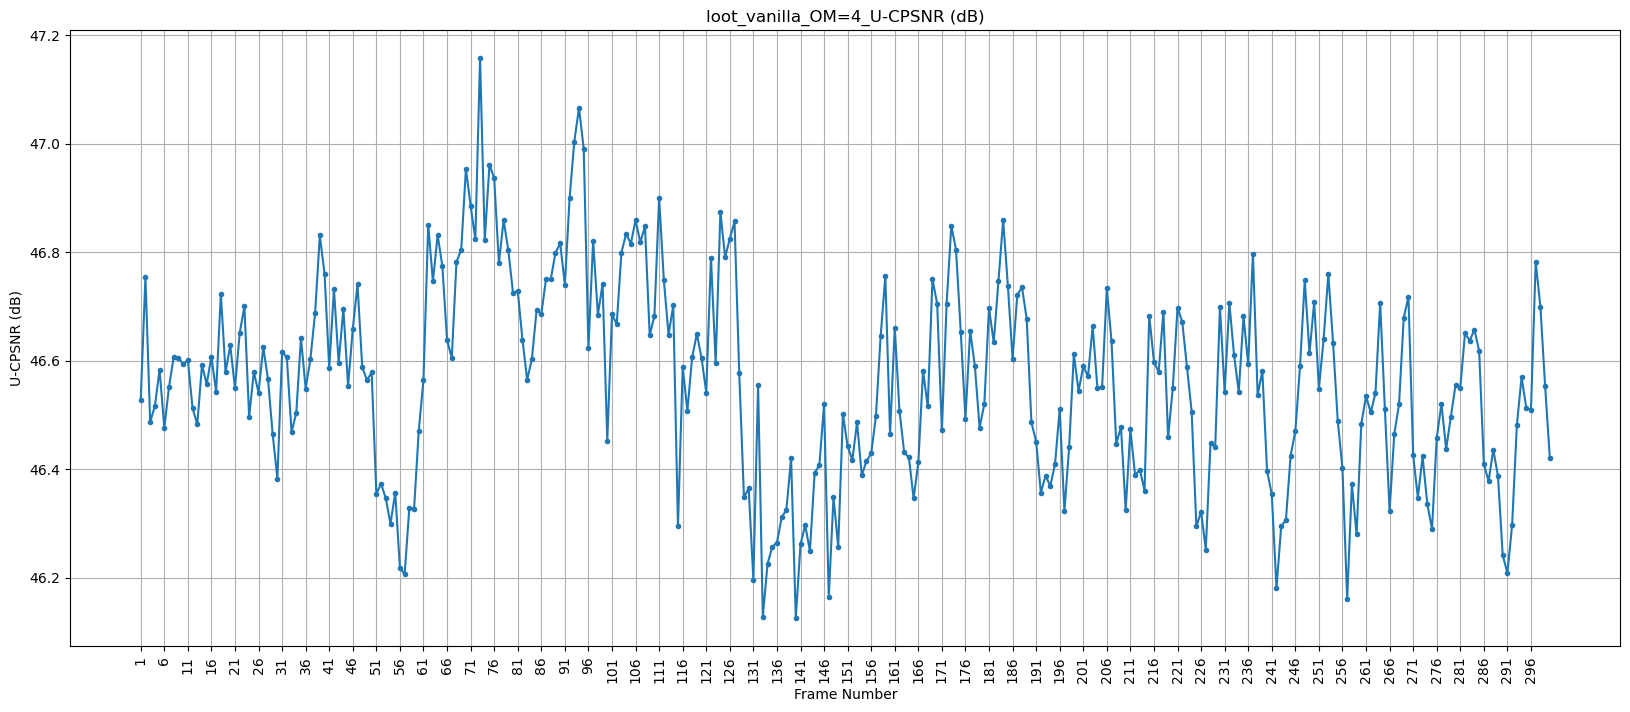 loot_vanilla_OM=4_U-CPSNR (dB)
U-CPSNR (dB)
47.2
47.0
46.8
46.6
46.4
46.2
1 6 11 16 21 26 31 36 41 46 51 56 61 66 71 76 81 86 91 96 101 106 111 116 121 126 131 136 141 146 151 156 161 166 171 176 181 186 191 196 201 206 211 216 221 226 231 236 241 246 251 256 261 266 271 276 281 286 291 296
Frame Number